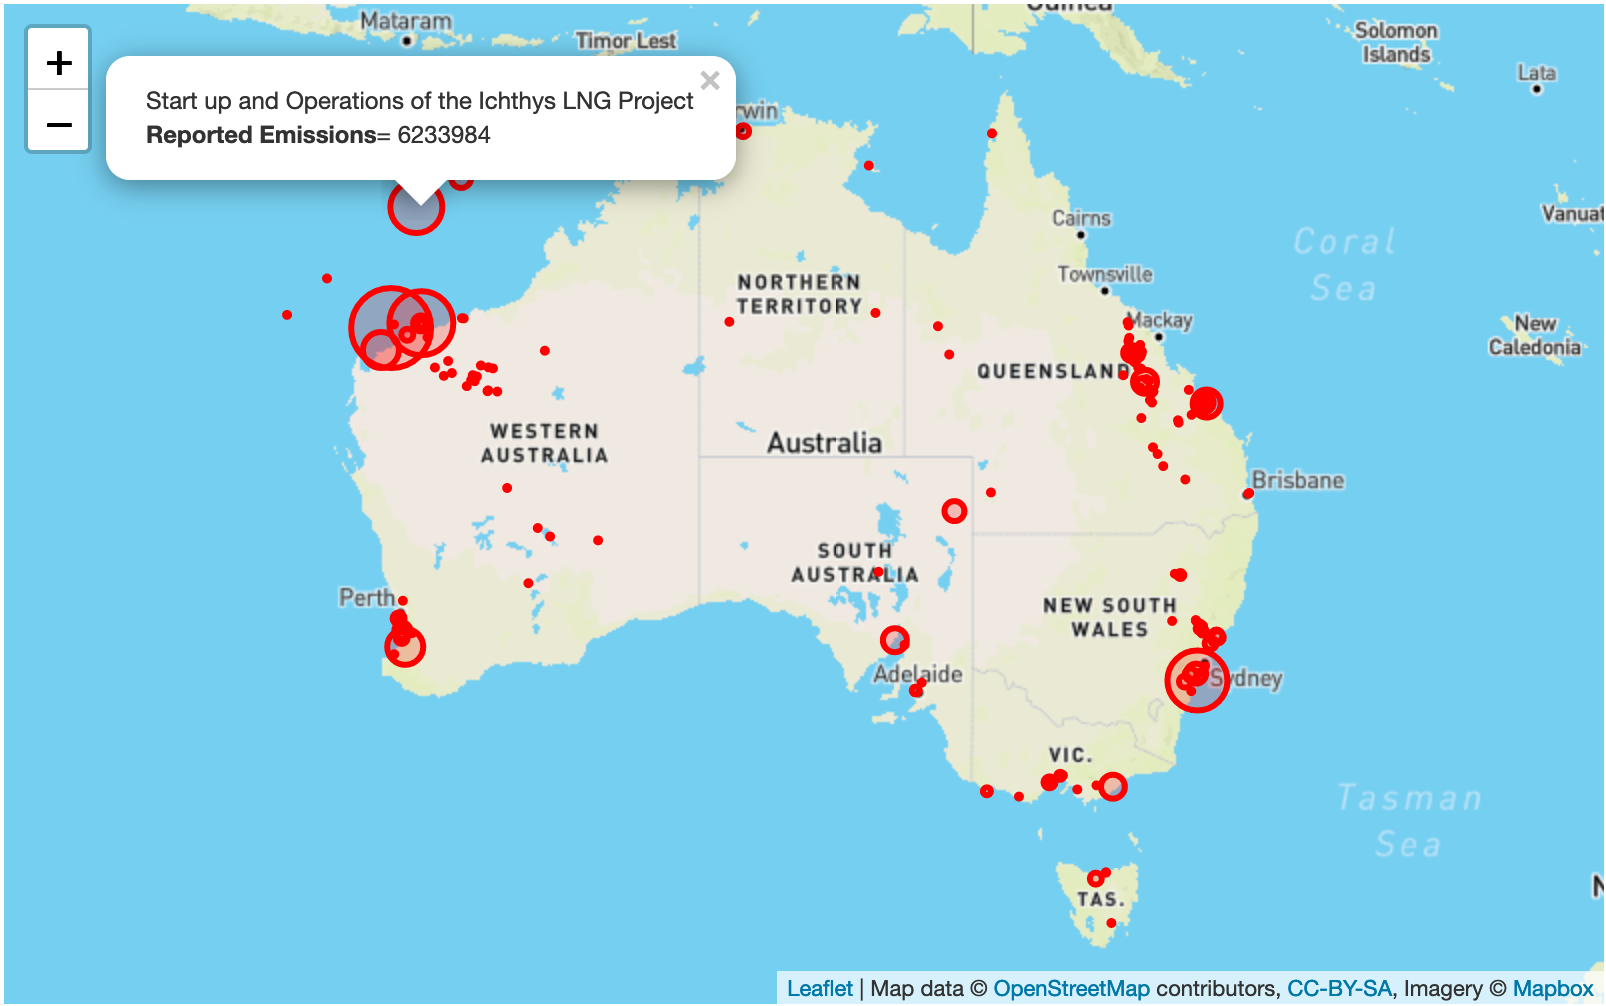 Guinea
Mataram
Timor Lest
Solomon
Islands
Lata
+
−
×
Start up and Operations of the Ichthys LNG Project
Reported Emissions= 6233984
rwin
Cairns
Coral
Sea
Vanuat
Townsville
NORTHERN
TERRITORY
Mackay
New
Caledonia
QUEENSLAND
WESTERN
AUSTRALIA
Australia
Brisbane
SOUTH
AUSTRALIA
Perth
NEW SOUTH
WALES
Adelaide
Sydney
VIC.
Tasman
Sea
TAS.
N
Leaflet | Map data © OpenStreetMap contributors, CC-BY-SA, Imagery © Mapbox